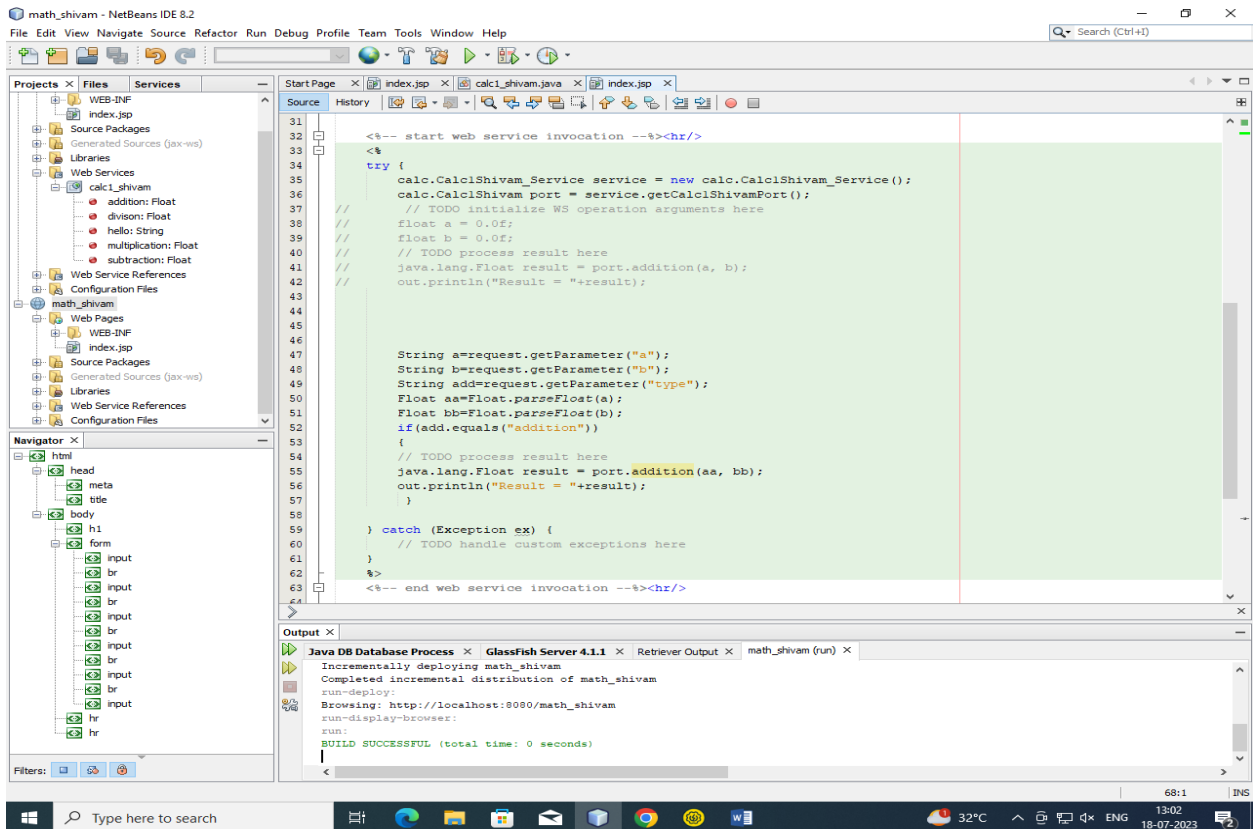 math_shivam - NetBeans IDE 8.2
File Edit View Navigate Source Refactor Run Debug Profile Team Tools Window Help
Search (Ctrl+I)
Projects Files Services
WEB-INF
index.jsp
Source Packages
Generated Sources (jax-ws)
Libraries
Web Services
calc1_shivam
addition: Float
divison: Float
hello: String
multiplication: Float
subtraction: Float
Web Service References
Configuration Files
math_shivam
Web Pages
WEB-INF
index.jsp
Source Packages
Generated Sources (jax-ws)
Libraries
Web Service References
Configuration Files
Navigator
html
head
meta
title
body
h1
form
input
br
input
br
input
br
input
br
input
br
input
hr
hr
Filters:
Start Page index.jsp calc1_shivam.java index.jsp
Source History
31
32 <%-- start web service invocation --%><hr/>
33 <%
34 try {
35 calc.Calc1Shivam_Service service = new calc.Calc1Shivam_Service();
36 calc.Calc1Shivam port = service.getCalc1ShivamPort();
37 // // TODO initialize WS operation arguments here
38 // float a = 0.0f;
39 // float b = 0.0f;
40 // // TODO process result here
41 // java.lang.Float result = port.addition(a, b);
42 // out.println("Result = "+result);
43
44
45
46
47 String a=request.getParameter("a");
48 String b=request.getParameter("b");
49 String add=request.getParameter("type");
50 Float aa=Float.parseFloat(a);
51 Float bb=Float.parseFloat(b);
52 if(add.equals("addition"))
53 {
54 // TODO process result here
55 java.lang.Float result = port.addition(aa, bb);
56 out.println("Result = "+result);
57 }
58
59 } catch (Exception ex) {
60 // TODO handle custom exceptions here
61 }
62 %>
63 <%-- end web service invocation --%><hr/>
64
Output
Java DB Database Process GlassFish Server 4.1.1 Retriever Output math_shivam (run)
Incrementally deploying math_shivam
Completed incremental distribution of math_shivam
run-deploy:
Browsing: http://localhost:8080/math_shivam
run-display-browser:
run:
BUILD SUCCESSFUL (total time: 0 seconds)
68:1 INS
Type here to search
32°C ENG 13:02
18-07-2023